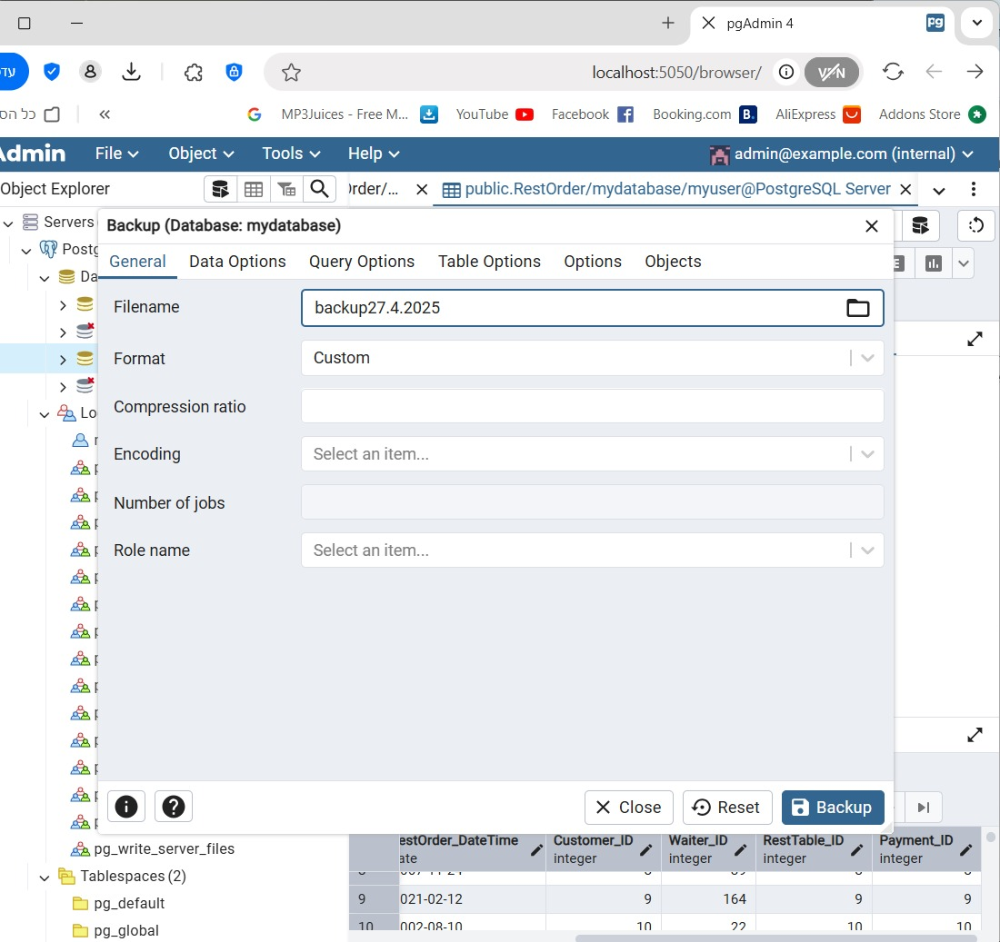 pgAdmin 4
localhost:5050/browser/
VPN
כל הס
MP3Juices - Free M...
YouTube
Facebook
Booking.com
AliExpress
Addons Store
Admin
File
Object
Tools
Help
admin@example.com (internal)
Object Explorer
Order/...
public.RestOrder/mydatabase/myuser@PostgreSQL Server
Servers
Postg
Da
Lo
Backup (Database: mydatabase)
General
Data Options
Query Options
Table Options
Options
Objects
Filename
backup27.4.2025
Format
Custom
Compression ratio
Encoding
Select an item...
Number of jobs
Role name
Select an item...
Close
Reset
Backup
pg_write_server_files
Tablespaces (2)
pg_default
pg_global
estOrder_DateTime
ate
Customer_ID
integer
Waiter_ID
integer
RestTable_ID
integer
Payment_ID
integer
9 021-02-12 9 164 9 9
10 002-08-10 10 22 10 10